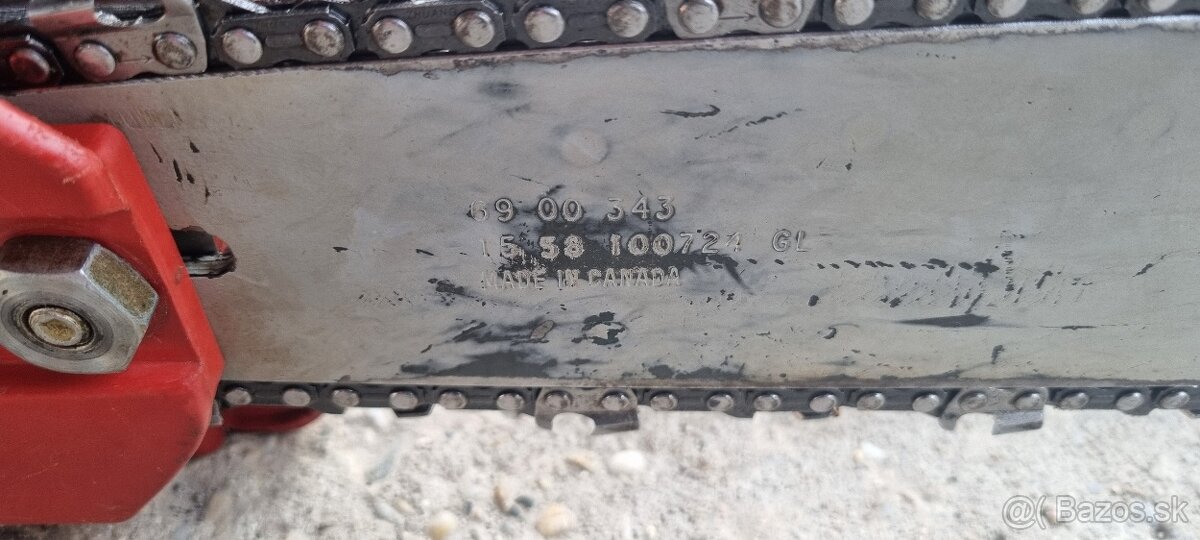 69 00 343
15 58 100724 GL
MADE IN CANADA
@( Bazos.sk